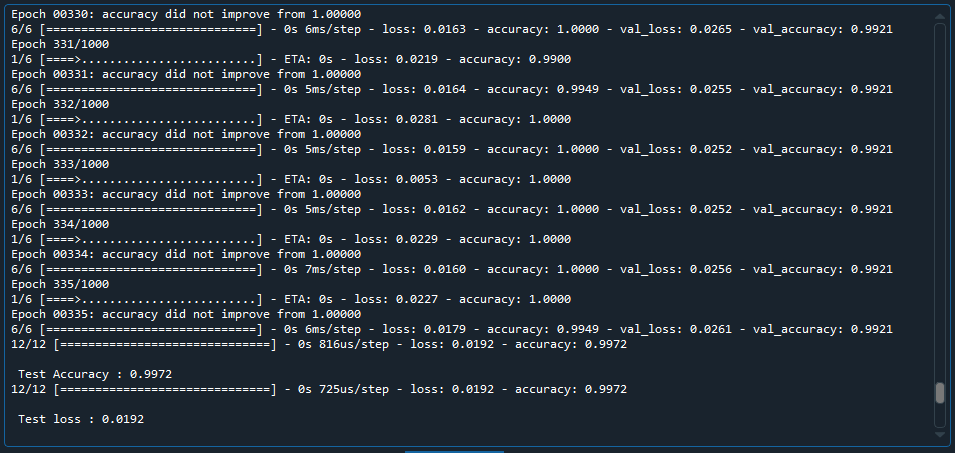 Epoch 00330: accuracy did not improve from 1.00000
6/6 [==============================] - 0s 6ms/step - loss: 0.0163 - accuracy: 1.0000 - val_loss: 0.0265 - val_accuracy: 0.9921
Epoch 331/1000
1/6 [====>.........................] - ETA: 0s - loss: 0.0219 - accuracy: 0.9900
Epoch 00331: accuracy did not improve from 1.00000
6/6 [==============================] - 0s 5ms/step - loss: 0.0164 - accuracy: 0.9949 - val_loss: 0.0255 - val_accuracy: 0.9921
Epoch 332/1000
1/6 [====>.........................] - ETA: 0s - loss: 0.0281 - accuracy: 1.0000
Epoch 00332: accuracy did not improve from 1.00000
6/6 [==============================] - 0s 5ms/step - loss: 0.0159 - accuracy: 1.0000 - val_loss: 0.0252 - val_accuracy: 0.9921
Epoch 333/1000
1/6 [====>.........................] - ETA: 0s - loss: 0.0053 - accuracy: 1.0000
Epoch 00333: accuracy did not improve from 1.00000
6/6 [==============================] - 0s 5ms/step - loss: 0.0162 - accuracy: 1.0000 - val_loss: 0.0252 - val_accuracy: 0.9921
Epoch 334/1000
1/6 [====>.........................] - ETA: 0s - loss: 0.0229 - accuracy: 1.0000
Epoch 00334: accuracy did not improve from 1.00000
6/6 [==============================] - 0s 7ms/step - loss: 0.0160 - accuracy: 1.0000 - val_loss: 0.0256 - val_accuracy: 0.9921
Epoch 335/1000
1/6 [====>.........................] - ETA: 0s - loss: 0.0227 - accuracy: 1.0000
Epoch 00335: accuracy did not improve from 1.00000
6/6 [==============================] - 0s 6ms/step - loss: 0.0179 - accuracy: 0.9949 - val_loss: 0.0261 - val_accuracy: 0.9921
12/12 [==============================] - 0s 816us/step - loss: 0.0192 - accuracy: 0.9972
Test Accuracy : 0.9972
12/12 [==============================] - 0s 725us/step - loss: 0.0192 - accuracy: 0.9972
Test loss : 0.0192